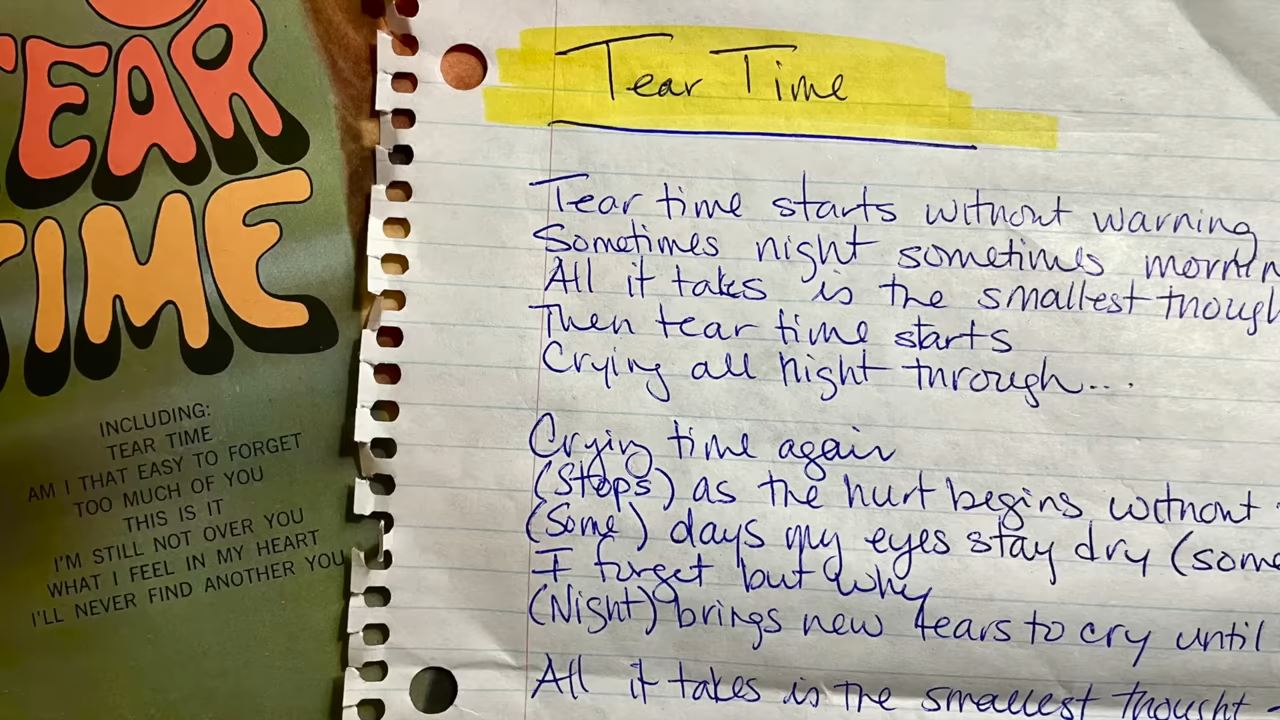 TEAR
TIME
INCLUDING:
TEAR TIME
AM I THAT EASY TO FORGET
TOO MUCH OF YOU
THIS IS IT
I'M STILL NOT OVER YOU
WHAT I FEEL IN MY HEART
I'LL NEVER FIND ANOTHER YOU
Tear Time
Tear time starts without warning
Sometimes night sometimes mornin
All it takes is the smallest though
Then tear time starts
Crying all night through...
Crying time again
(Stops) as the hurt begins without
(Some) days my eyes stay dry (some
I forget but why
(Night) brings new tears to cry until
All it takes is the smallest thought -